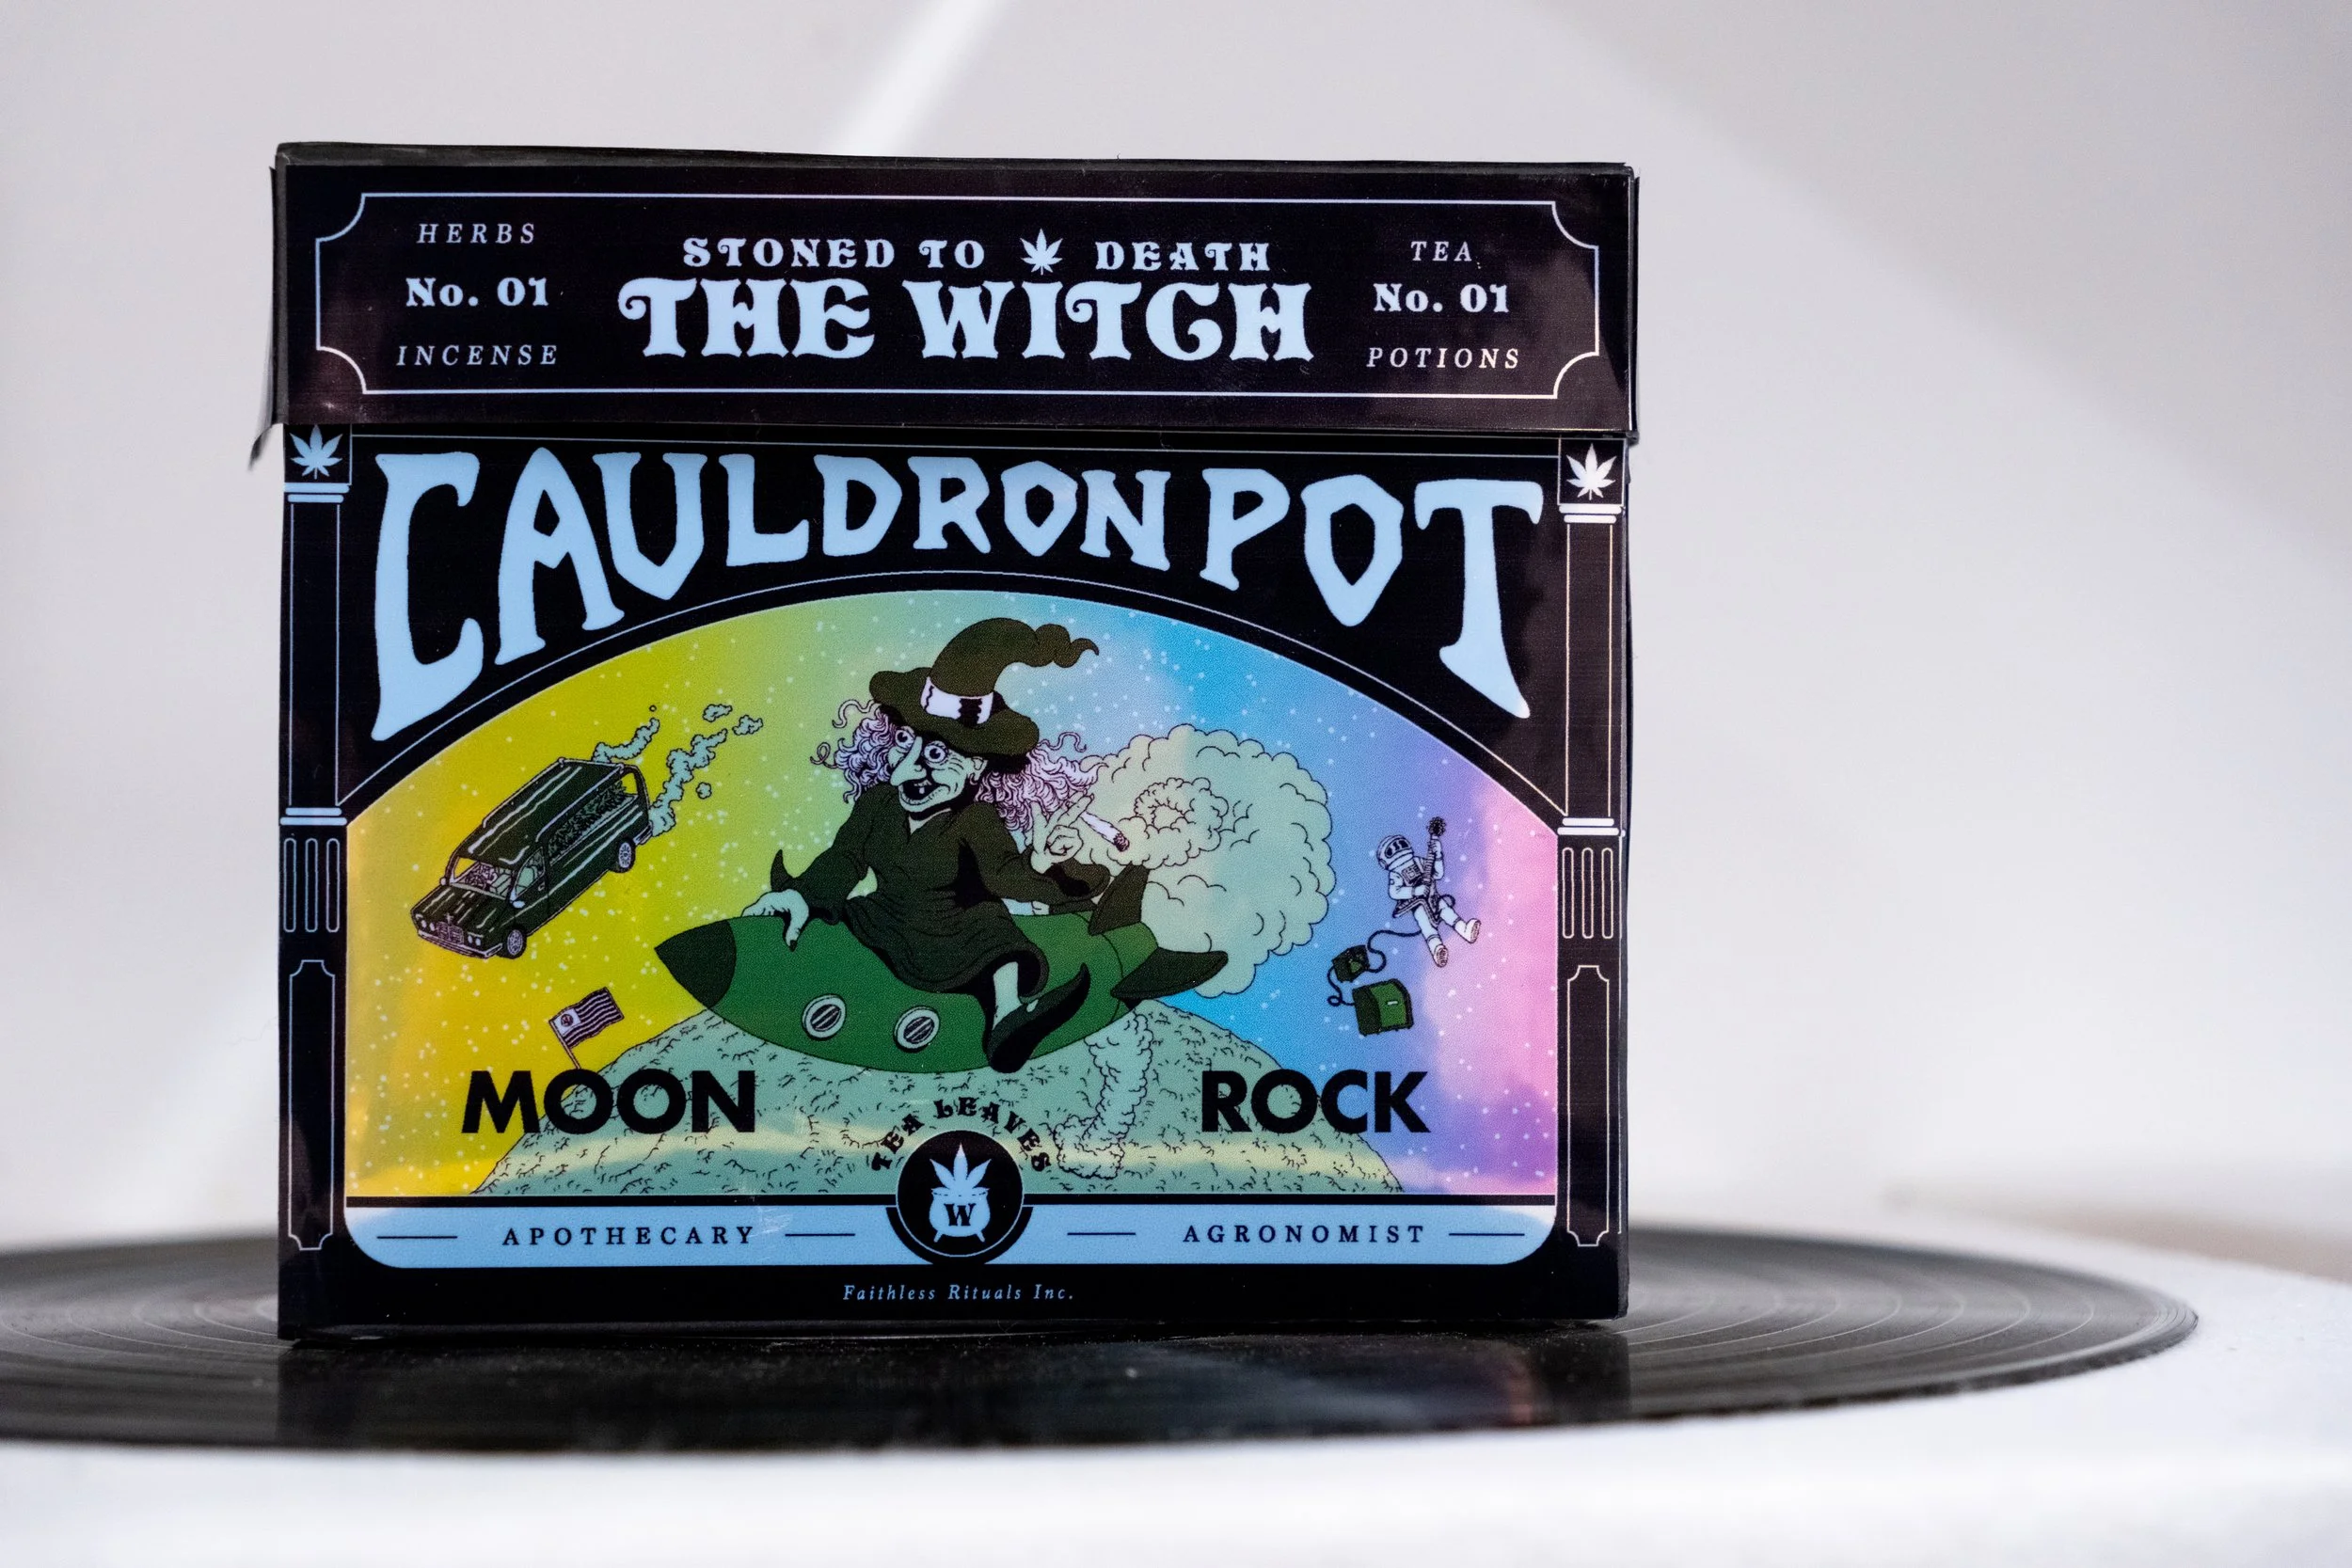 HERBS
No. 01
INCENSE
STONED TO DEATH
THE WITCH
TEA
No. 01
POTIONS
CAULDRON POT
MOON ROCK
TEA LEAVES
W
APOTHECARY
AGRONOMIST
Faithless Rituals Inc.